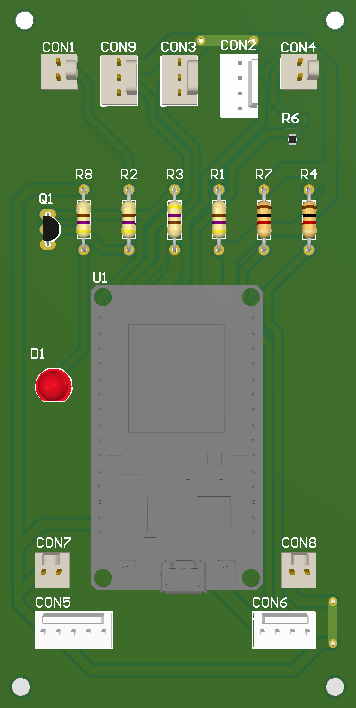 CON1 CON9 CON3 CON2 CON4
R6
R8 R2 R3 R1 R7 R4
Q1
U1
D1
CON7 CON8
CON5 CON6